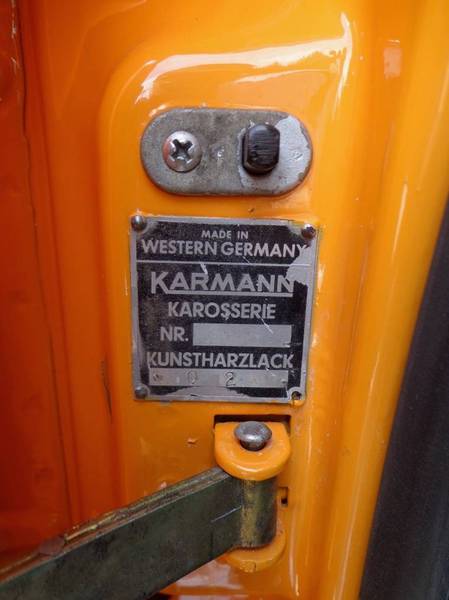 MADE IN
WESTERN GERMANY
KARMANN
KAROSSERIE
NR.
KUNSTHARZLACK
0 2